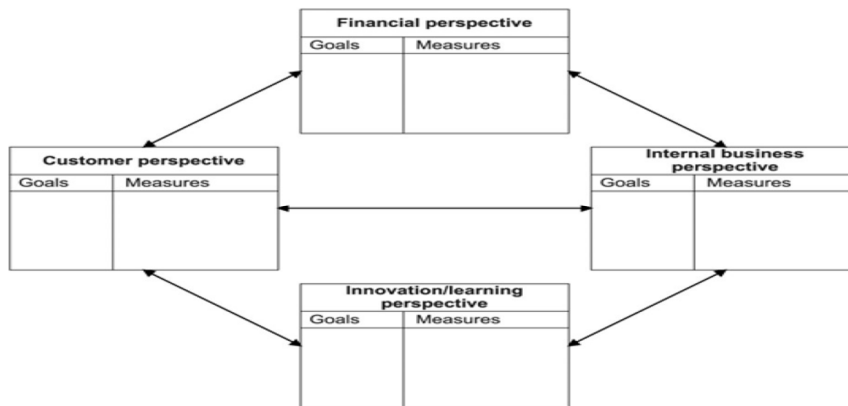 Financial perspective
Goals Measures
Customer perspective
Goals Measures
Internal business
perspective
Goals Measures
Innovation/learning
perspective
Goals Measures